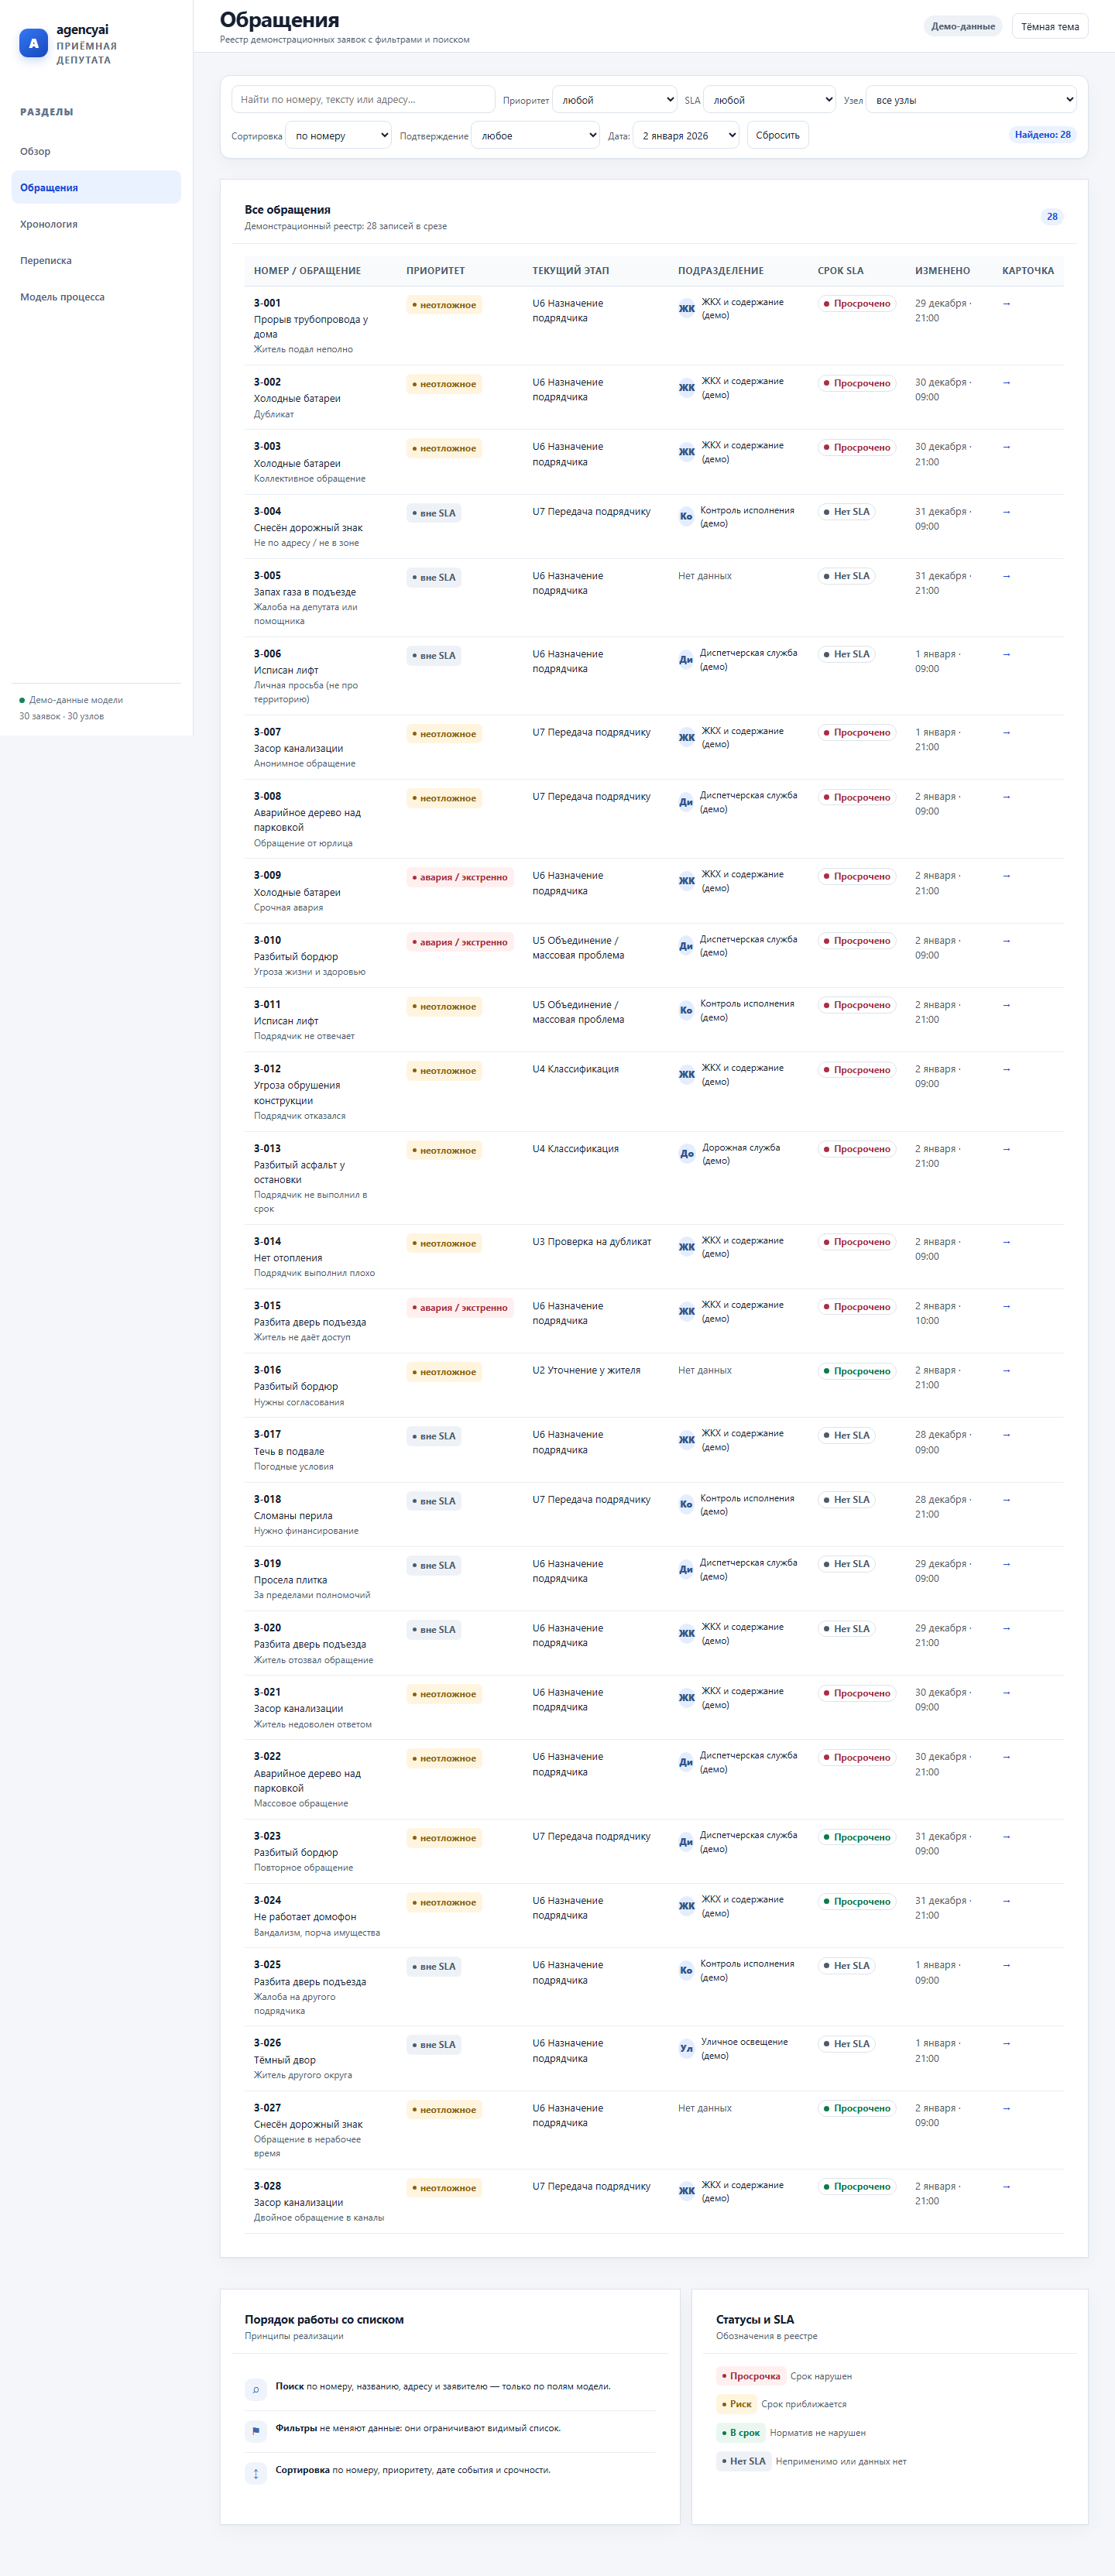 A
agencyai
ПРИЁМНАЯ
ДЕПУТАТА
РАЗДЕЛЫ
Обзор
Обращения
Хронология
Переписка
Модель процесса
Демо-данные модели
30 заявок · 30 узлов
Обращения
Реестр демонстрационных заявок с фильтрами и поиском
Демо-данные
Тёмная тема
Найти по номеру, тексту или адресу...
Приоритет любой
SLA любой
Узел все узлы
Сортировка по номеру
Подтверждение любое
Дата: 2 января 2026
Сбросить
Найдено: 28
Все обращения
Демонстрационный реестр: 28 записей в срезе
28
НОМЕР / ОБРАЩЕНИЕ ПРИОРИТЕТ ТЕКУЩИЙ ЭТАП ПОДРАЗДЕЛЕНИЕ СРОК SLA ИЗМЕНЕНО КАРТОЧКА
З-001 неотложное U6 Назначение ЖК ЖКХ и содержание Просрочено 29 декабря · →
Прорыв трубопровода у подрядчика (демо) 21:00
дома
Житель подал неполно
З-002 неотложное U6 Назначение ЖК ЖКХ и содержание Просрочено 30 декабря · →
Холодные батареи подрядчика (демо) 09:00
Дубликат
З-003 неотложное U6 Назначение ЖК ЖКХ и содержание Просрочено 30 декабря · →
Холодные батареи подрядчика (демо) 21:00
Коллективное обращение
З-004 вне SLA U7 Передача подрядчику Ко Контроль исполнения Нет SLA 31 декабря · →
Снесён дорожный знак (демо) 09:00
Не по адресу / не в зоне
З-005 вне SLA U6 Назначение Нет данных Нет SLA 31 декабря · →
Запах газа в подъезде подрядчика 21:00
Жалоба на депутата или
помощника
З-006 вне SLA U6 Назначение Ди Диспетчерская служба Нет SLA 1 января · →
Исписан лифт подрядчика (демо) 09:00
Личная просьба (не про
территорию)
З-007 неотложное U7 Передача подрядчику ЖК ЖКХ и содержание Просрочено 1 января · →
Засор канализации (демо) 21:00
Анонимное обращение
З-008 неотложное U7 Передача подрядчику Ди Диспетчерская служба Просрочено 2 января · →
Аварийное дерево над (демо) 09:00
парковкой
Обращение от юрлица
З-009 авария / экстренно U6 Назначение ЖК ЖКХ и содержание Просрочено 2 января · →
Холодные батареи подрядчика (демо) 21:00
Срочная авария
З-010 авария / экстренно U5 Объединение / Ди Диспетчерская служба Просрочено 2 января · →
Разбитый бордюр массовая проблема (демо) 09:00
Угроза жизни и здоровью
З-011 неотложное U5 Объединение / Ко Контроль исполнения Просрочено 2 января · →
Исписан лифт массовая проблема (демо) 21:00
Подрядчик не отвечает
З-012 неотложное U4 Классификация ЖК ЖКХ и содержание Просрочено 2 января · →
Угроза обрушения (демо) 09:00
конструкции
Подрядчик отказался
З-013 неотложное U4 Классификация До Дорожная служба Просрочено 2 января · →
Разбитый асфальт у (демо) 21:00
остановки
Подрядчик не выполнил в
срок
З-014 неотложное U3 Проверка на дубликат ЖК ЖКХ и содержание Просрочено 2 января · →
Нет отопления (демо) 09:00
Подрядчик выполнил плохо
З-015 авария / экстренно U6 Назначение ЖК ЖКХ и содержание Просрочено 2 января · →
Разбита дверь подъезда подрядчика (демо) 10:00
Житель не даёт доступ
З-016 неотложное U2 Уточнение у жителя Нет данных Просрочено 2 января · →
Разбитый бордюр 21:00
Нужны согласования
З-017 вне SLA U6 Назначение ЖК ЖКХ и содержание Нет SLA 28 декабря · →
Течь в подвале подрядчика (демо) 09:00
Погодные условия
З-018 вне SLA U7 Передача подрядчику Ко Контроль исполнения Нет SLA 28 декабря · →
Сломаны перила (демо) 21:00
Нужно финансирование
З-019 вне SLA U6 Назначение Ди Диспетчерская служба Нет SLA 29 декабря · →
Просела плитка подрядчика (демо) 09:00
За пределами полномочий
З-020 вне SLA U6 Назначение ЖК ЖКХ и содержание Нет SLA 29 декабря · →
Разбита дверь подъезда подрядчика (демо) 21:00
Житель отозвал обращение
З-021 неотложное U6 Назначение ЖК ЖКХ и содержание Просрочено 30 декабря · →
Засор канализации подрядчика (демо) 09:00
Житель недоволен ответом
З-022 неотложное U6 Назначение Ди Диспетчерская служба Просрочено 30 декабря · →
Аварийное дерево над подрядчика (демо) 21:00
парковкой
Массовое обращение
З-023 неотложное U7 Передача подрядчику Ди Диспетчерская служба Просрочено 31 декабря · →
Разбитый бордюр (демо) 09:00
Повторное обращение
З-024 неотложное U6 Назначение ЖК ЖКХ и содержание Просрочено 31 декабря · →
Не работает домофон подрядчика (демо) 21:00
Вандализм, порча имущества
З-025 вне SLA U6 Назначение Ко Контроль исполнения Нет SLA 1 января · →
Разбита дверь подъезда подрядчика (демо) 09:00
Жалоба на другого
подрядчика
З-026 вне SLA U6 Назначение Ул Уличное освещение Нет SLA 1 января · →
Тёмный двор подрядчика (демо) 21:00
Житель другого округа
З-027 неотложное U6 Назначение Нет данных Просрочено 2 января · →
Снесён дорожный знак подрядчика 09:00
Обращение в нерабочее
время
З-028 неотложное U7 Передача подрядчику ЖК ЖКХ и содержание Просрочено 2 января · →
Засор канализации (демо) 21:00
Двойное обращение в каналы
Порядок работы со списком
Принципы реализации
Поиск по номеру, названию, адресу и заявителю — только по полям модели.
Фильтры не меняют данные: они ограничивают видимый список.
Сортировка по номеру, приоритету, дате события и срочности.
Статусы и SLA
Обозначения в реестре
Просрочка Срок нарушен
Риск Срок приближается
В срок Норматив не нарушен
Нет SLA Неприменимо или данных нет